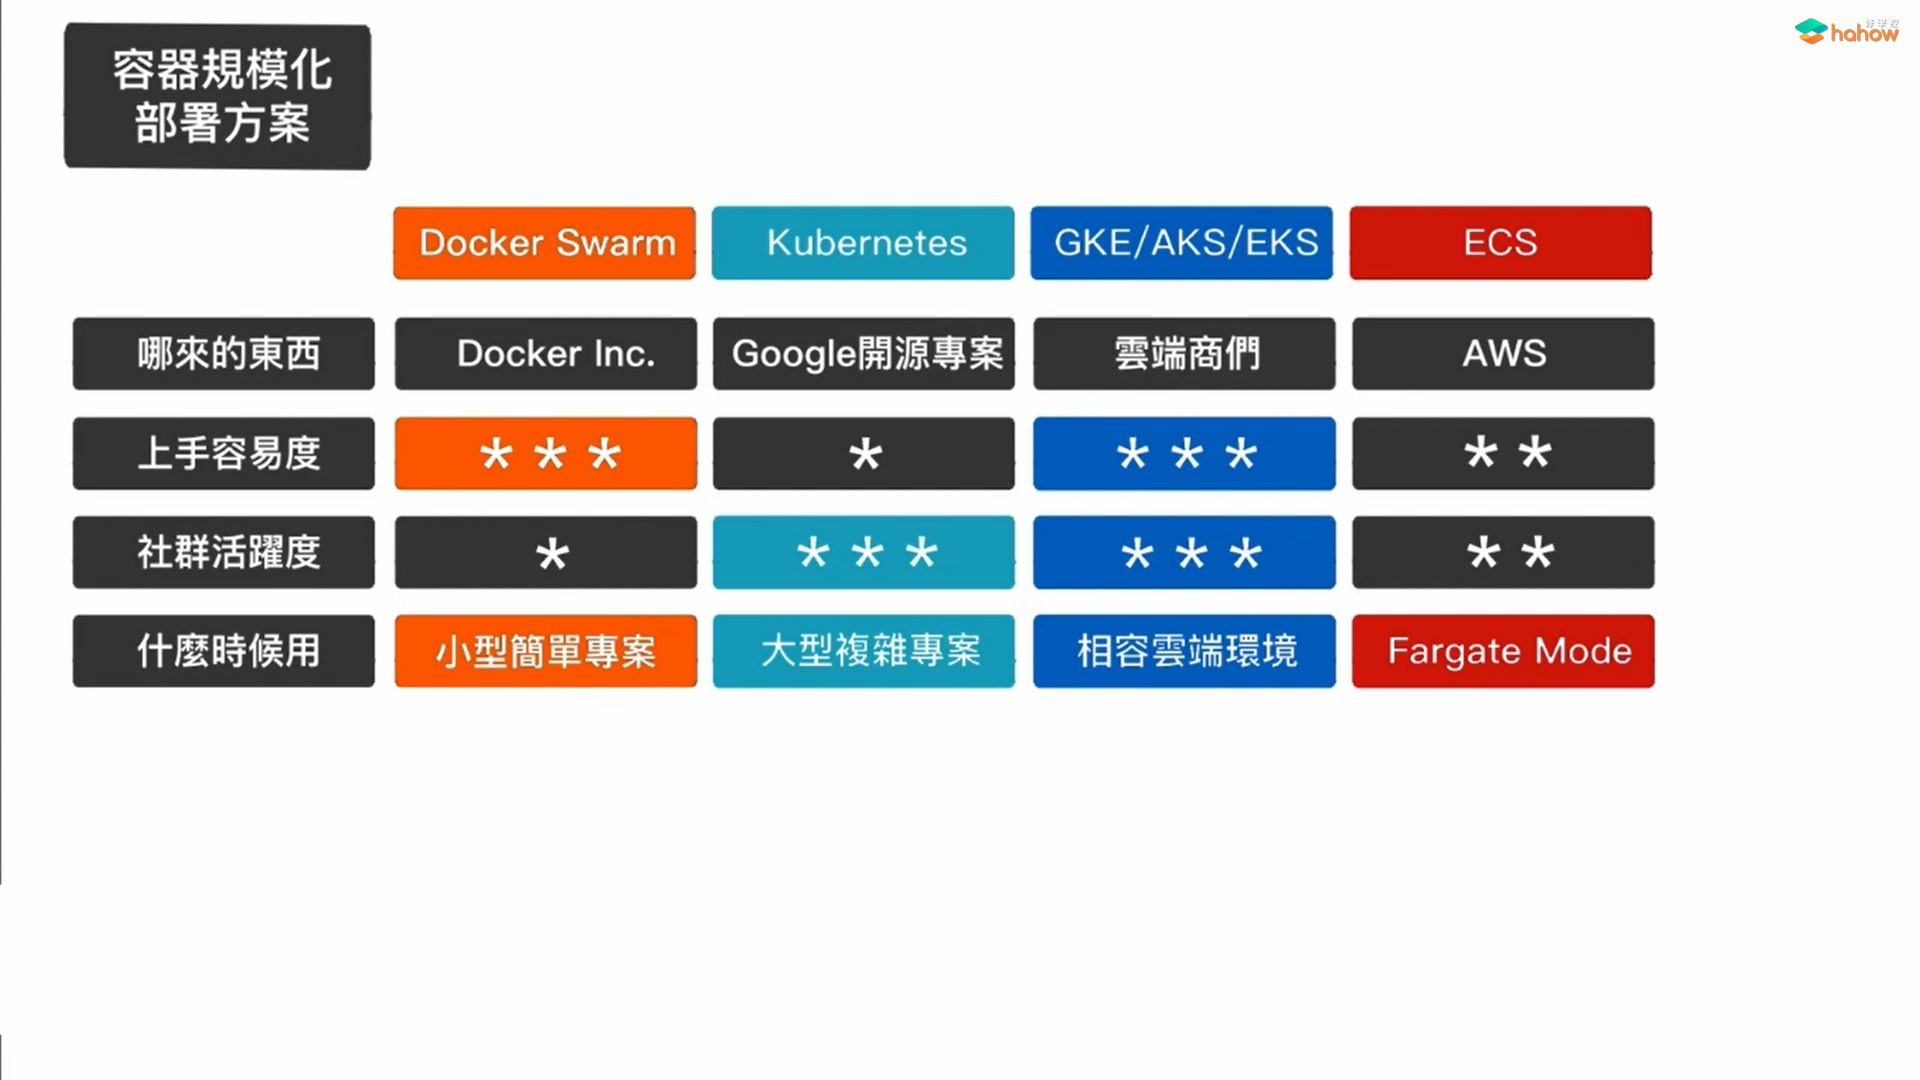 容器規模化
部署方案
好學校
hahow
Docker Swarm
Kubernetes
GKE/AKS/EKS
ECS
哪來的東西
Docker Inc.
Google開源專案
雲端商們
AWS
上手容易度
* * *
*
* * *
* *
社群活躍度
*
* * *
* * *
* *
什麼時候用
小型簡單專案
大型複雜專案
相容雲端環境
Fargate Mode